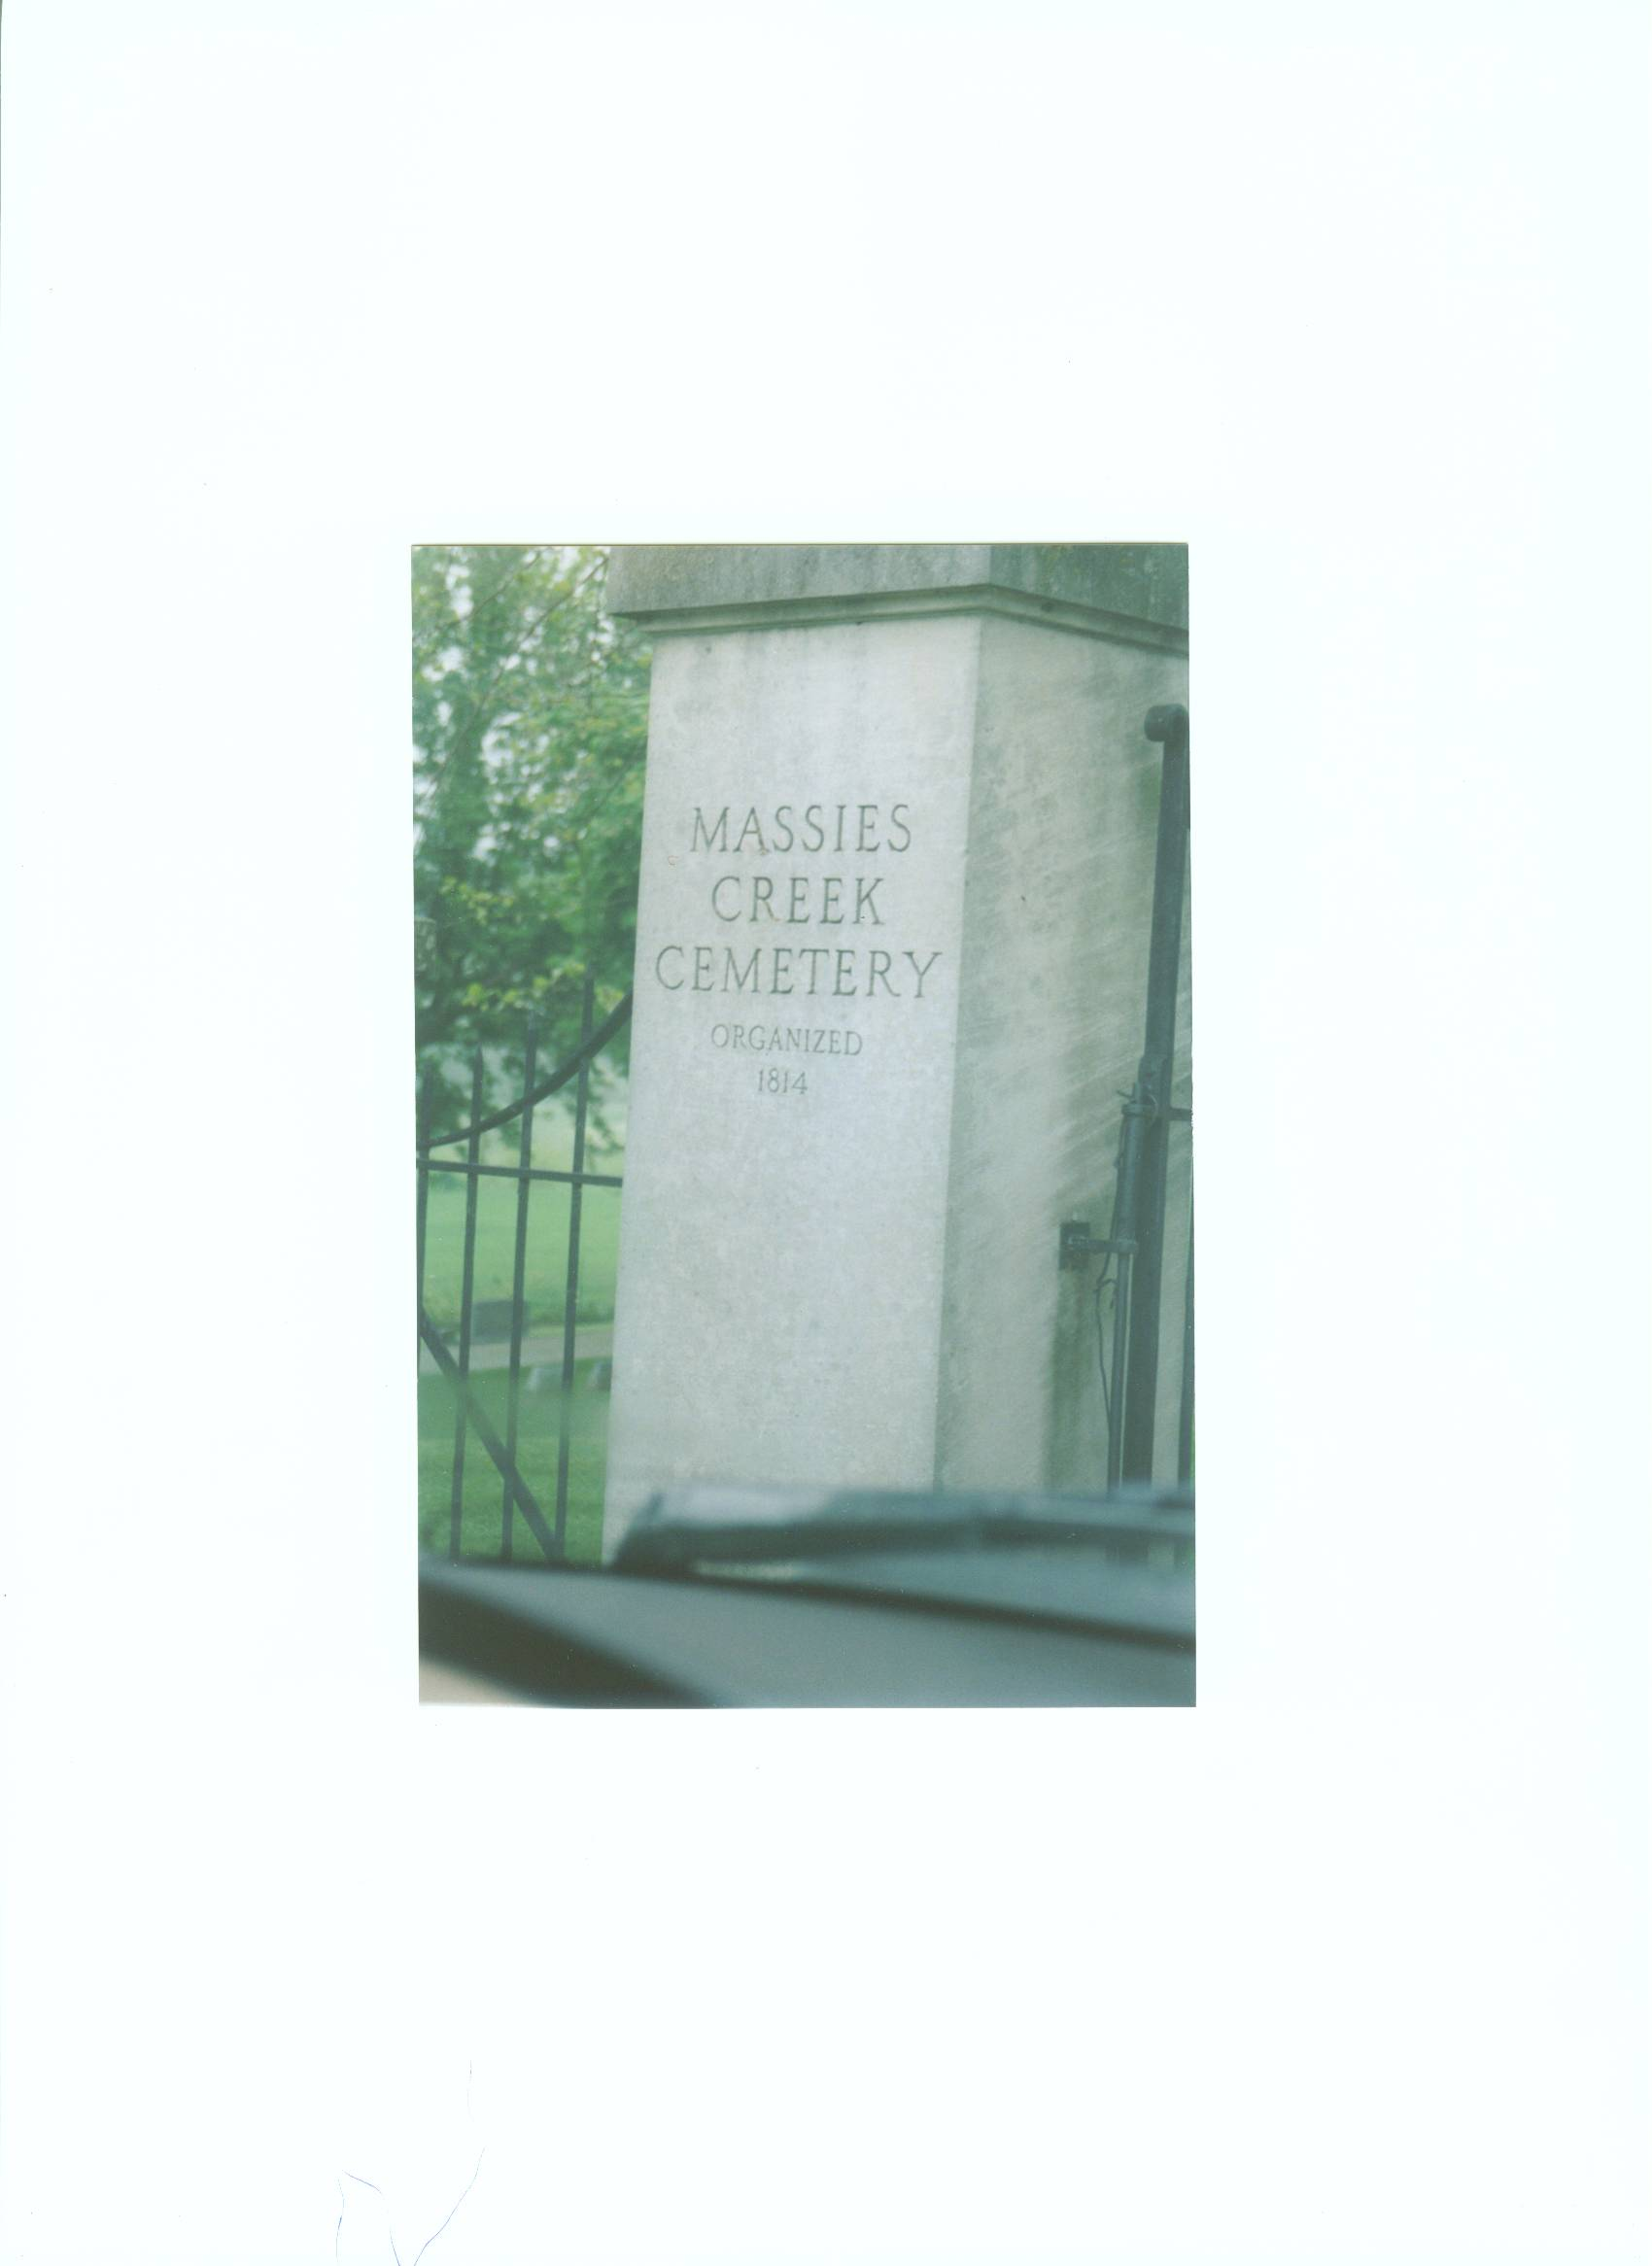 MASSIES
CREEK
CEMETERY
ORGANIZED
1814